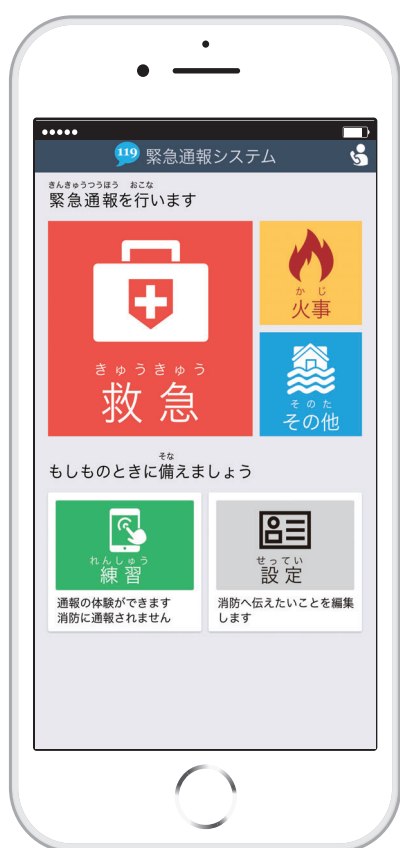 119 緊急通報システム
きんきゅうつうほう おこな
緊急通報を行います
きゅうきゅう
救急
かじ
火事
そのた
その他
そな
もしものときに備えましょう
れんしゅう
練習
通報の体験ができます
消防に通報されません
せってい
設定
消防へ伝えたいことを編集
します